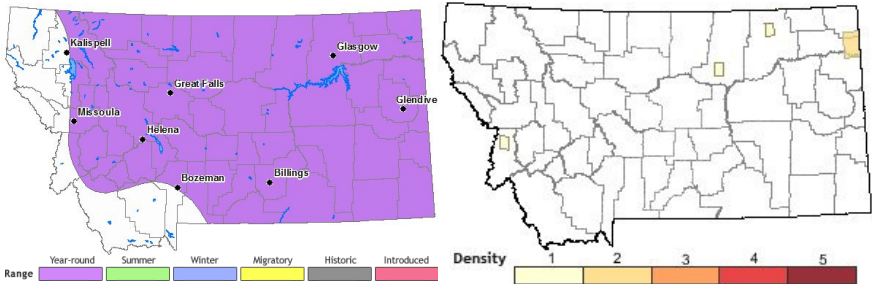 Kalispell
Glasgow
Great Falls
Glendive
Missoula
Helena
Bozeman
Billings
Range Year-round Summer Winter Migratory Historic Introduced
Density 1 2 3 4 5